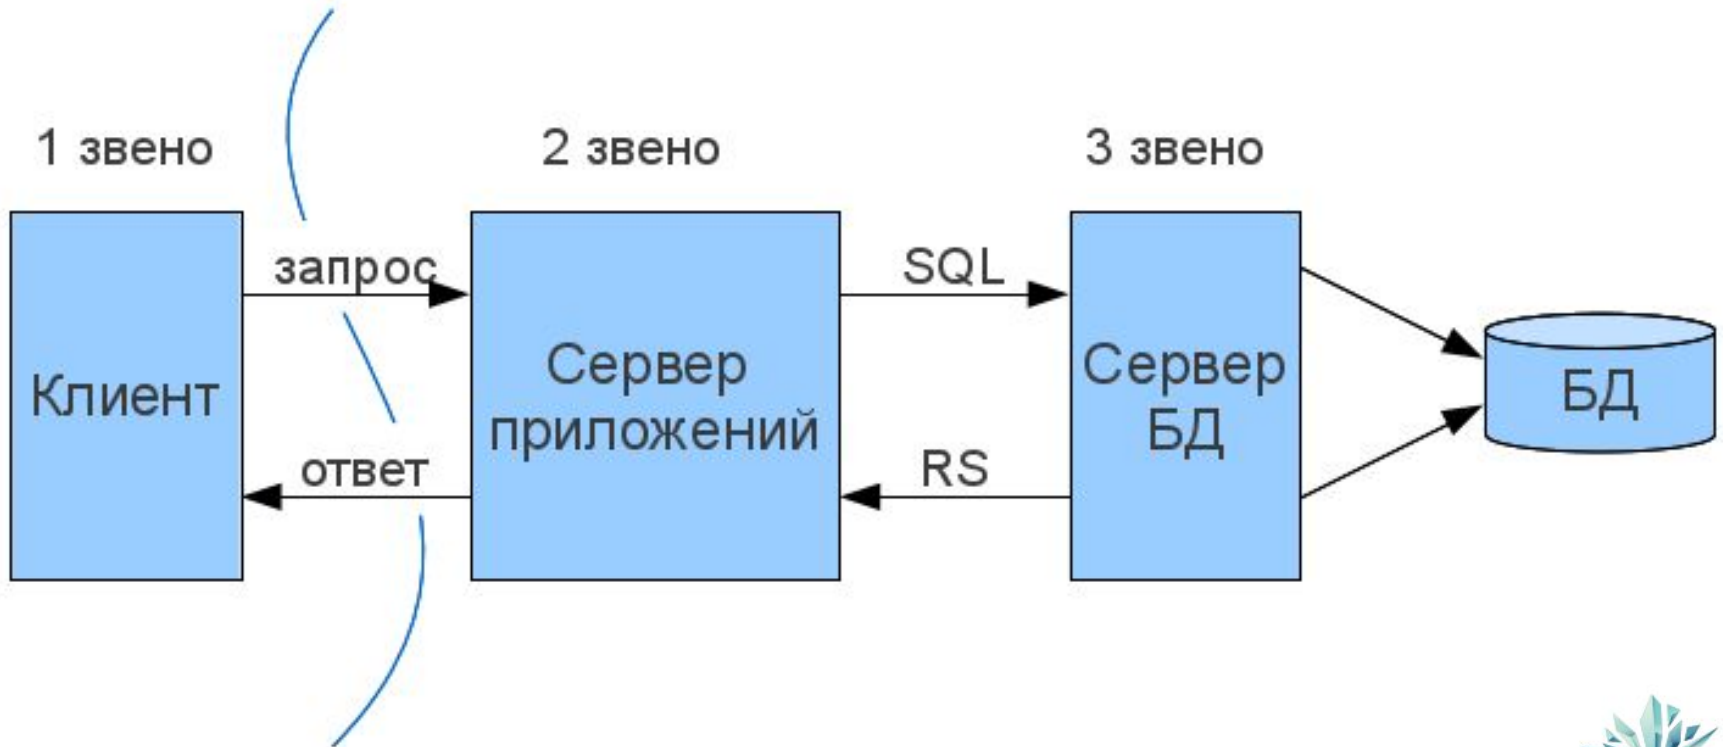 1 звено
2 звено
3 звено
запрос
SQL
Клиент
Сервер
приложений
Сервер
БД
БД
ответ
RS